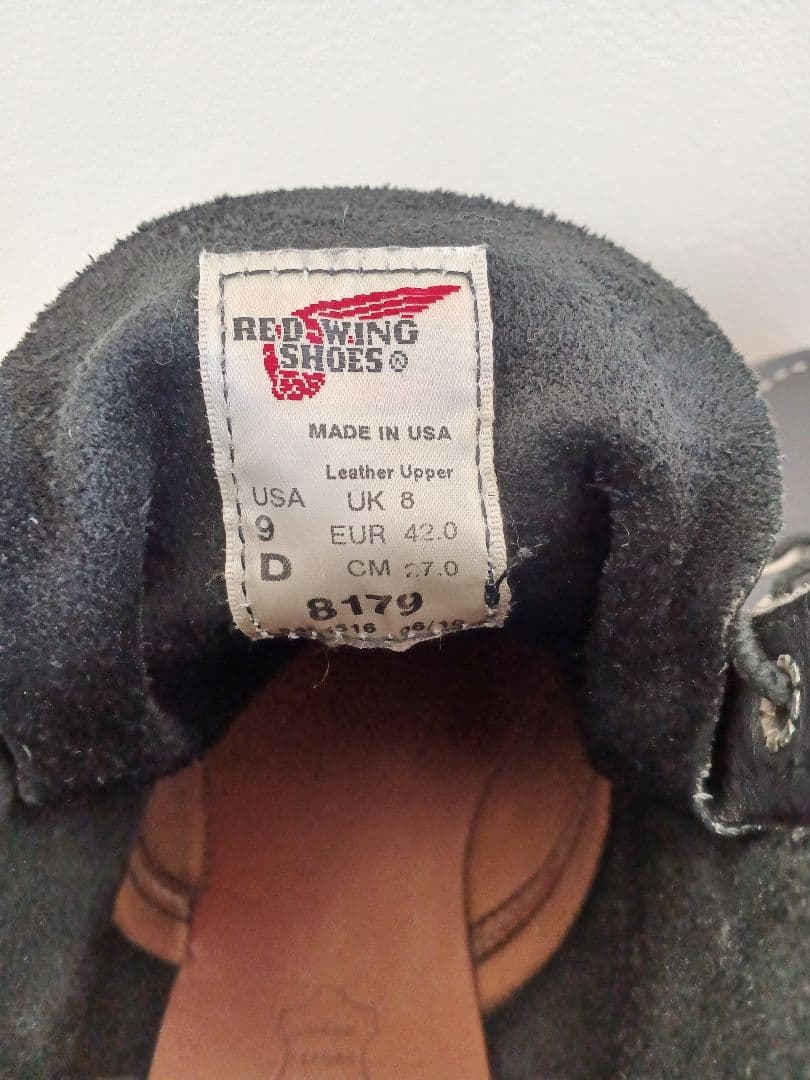 RED WING
SHOES®
MADE IN USA
Leather Upper
USA UK 8
9 EUR 42.0
D CM 27.0
8179